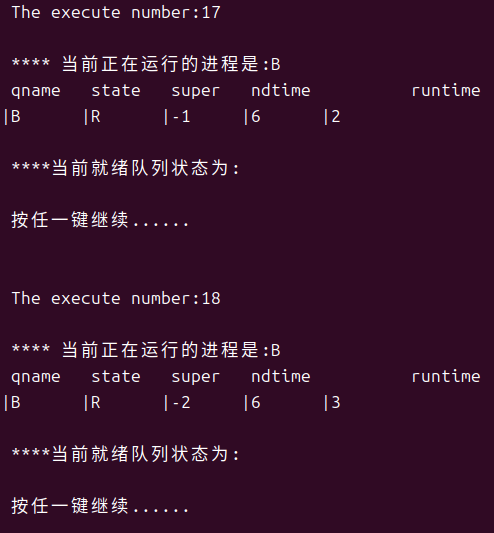 The execute number:17
**** 当前正在运行的进程是:B
qname state super ndtime runtime
|B |R |-1 |6 |2
****当前就绪队列状态为:
按任一键继续......
The execute number:18
**** 当前正在运行的进程是:B
qname state super ndtime runtime
|B |R |-2 |6 |3
****当前就绪队列状态为:
按任一键继续......